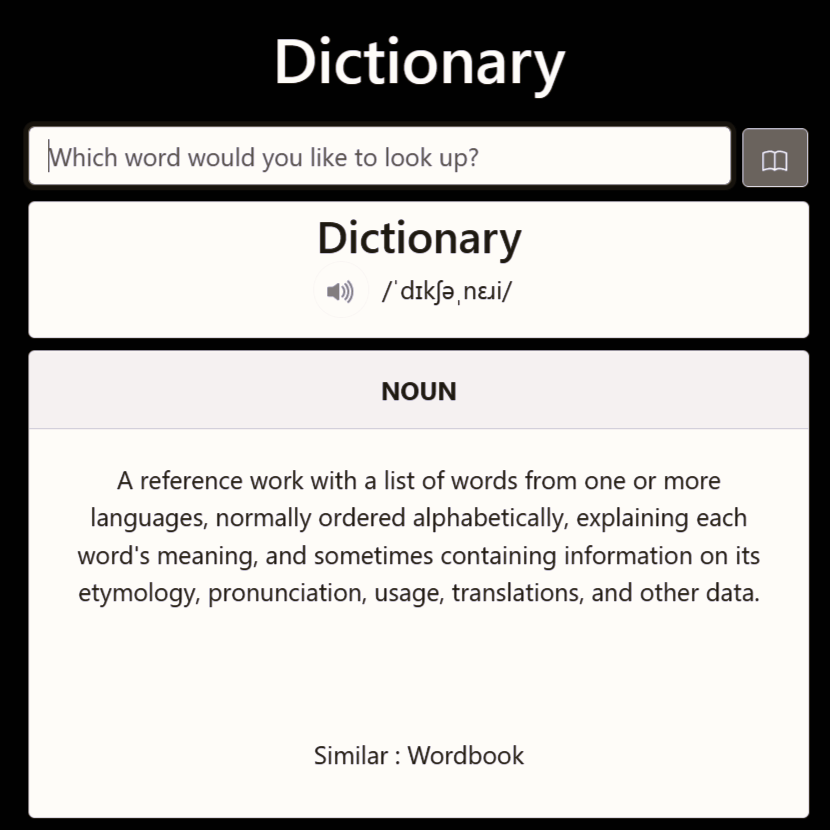 Dictionary
Which word would you like to look up?
Dictionary
/ˈdɪkʃəˌnɛɹi/
NOUN
A reference work with a list of words from one or more
languages, normally ordered alphabetically, explaining each
word's meaning, and sometimes containing information on its
etymology, pronunciation, usage, translations, and other data.
Similar : Wordbook